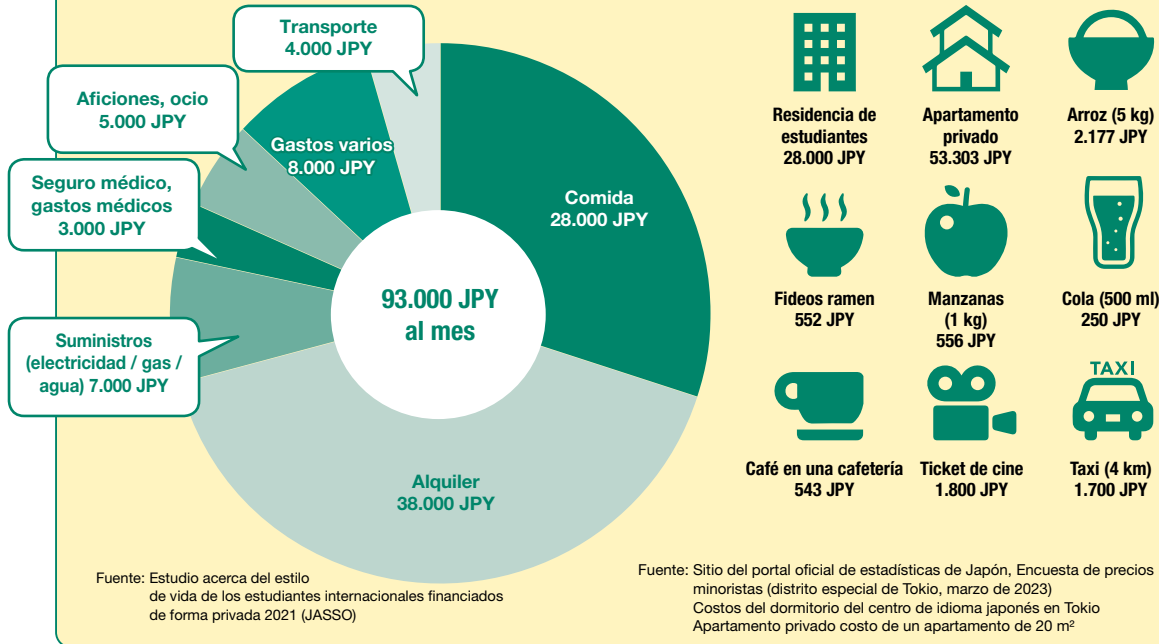 Transporte
4.000 JPY
Aficiones, ocio
5.000 JPY
Gastos varios
8.000 JPY
Seguro médico,
gastos médicos
3.000 JPY
Comida
28.000 JPY
93.000 JPY
al mes
Suministros
(electricidad / gas /
agua) 7.000 JPY
Alquiler
38.000 JPY
Fuente: Estudio acerca del estilo
de vida de los estudiantes internacionales financiados
de forma privada 2021 (JASSO)
Residencia de
estudiantes
28.000 JPY
Apartamento
privado
53.303 JPY
Arroz (5 kg)
2.177 JPY
Fideos ramen
552 JPY
Manzanas
(1 kg)
556 JPY
Cola (500 ml)
250 JPY
Café en una cafetería
543 JPY
Ticket de cine
1.800 JPY
TAXI
Taxi (4 km)
1.700 JPY
Fuente: Sitio del portal oficial de estadísticas de Japón, Encuesta de precios
minoristas (distrito especial de Tokio, marzo de 2023)
Costos del dormitorio del centro de idioma japonés en Tokio
Apartamento privado costo de un apartamento de 20 m²